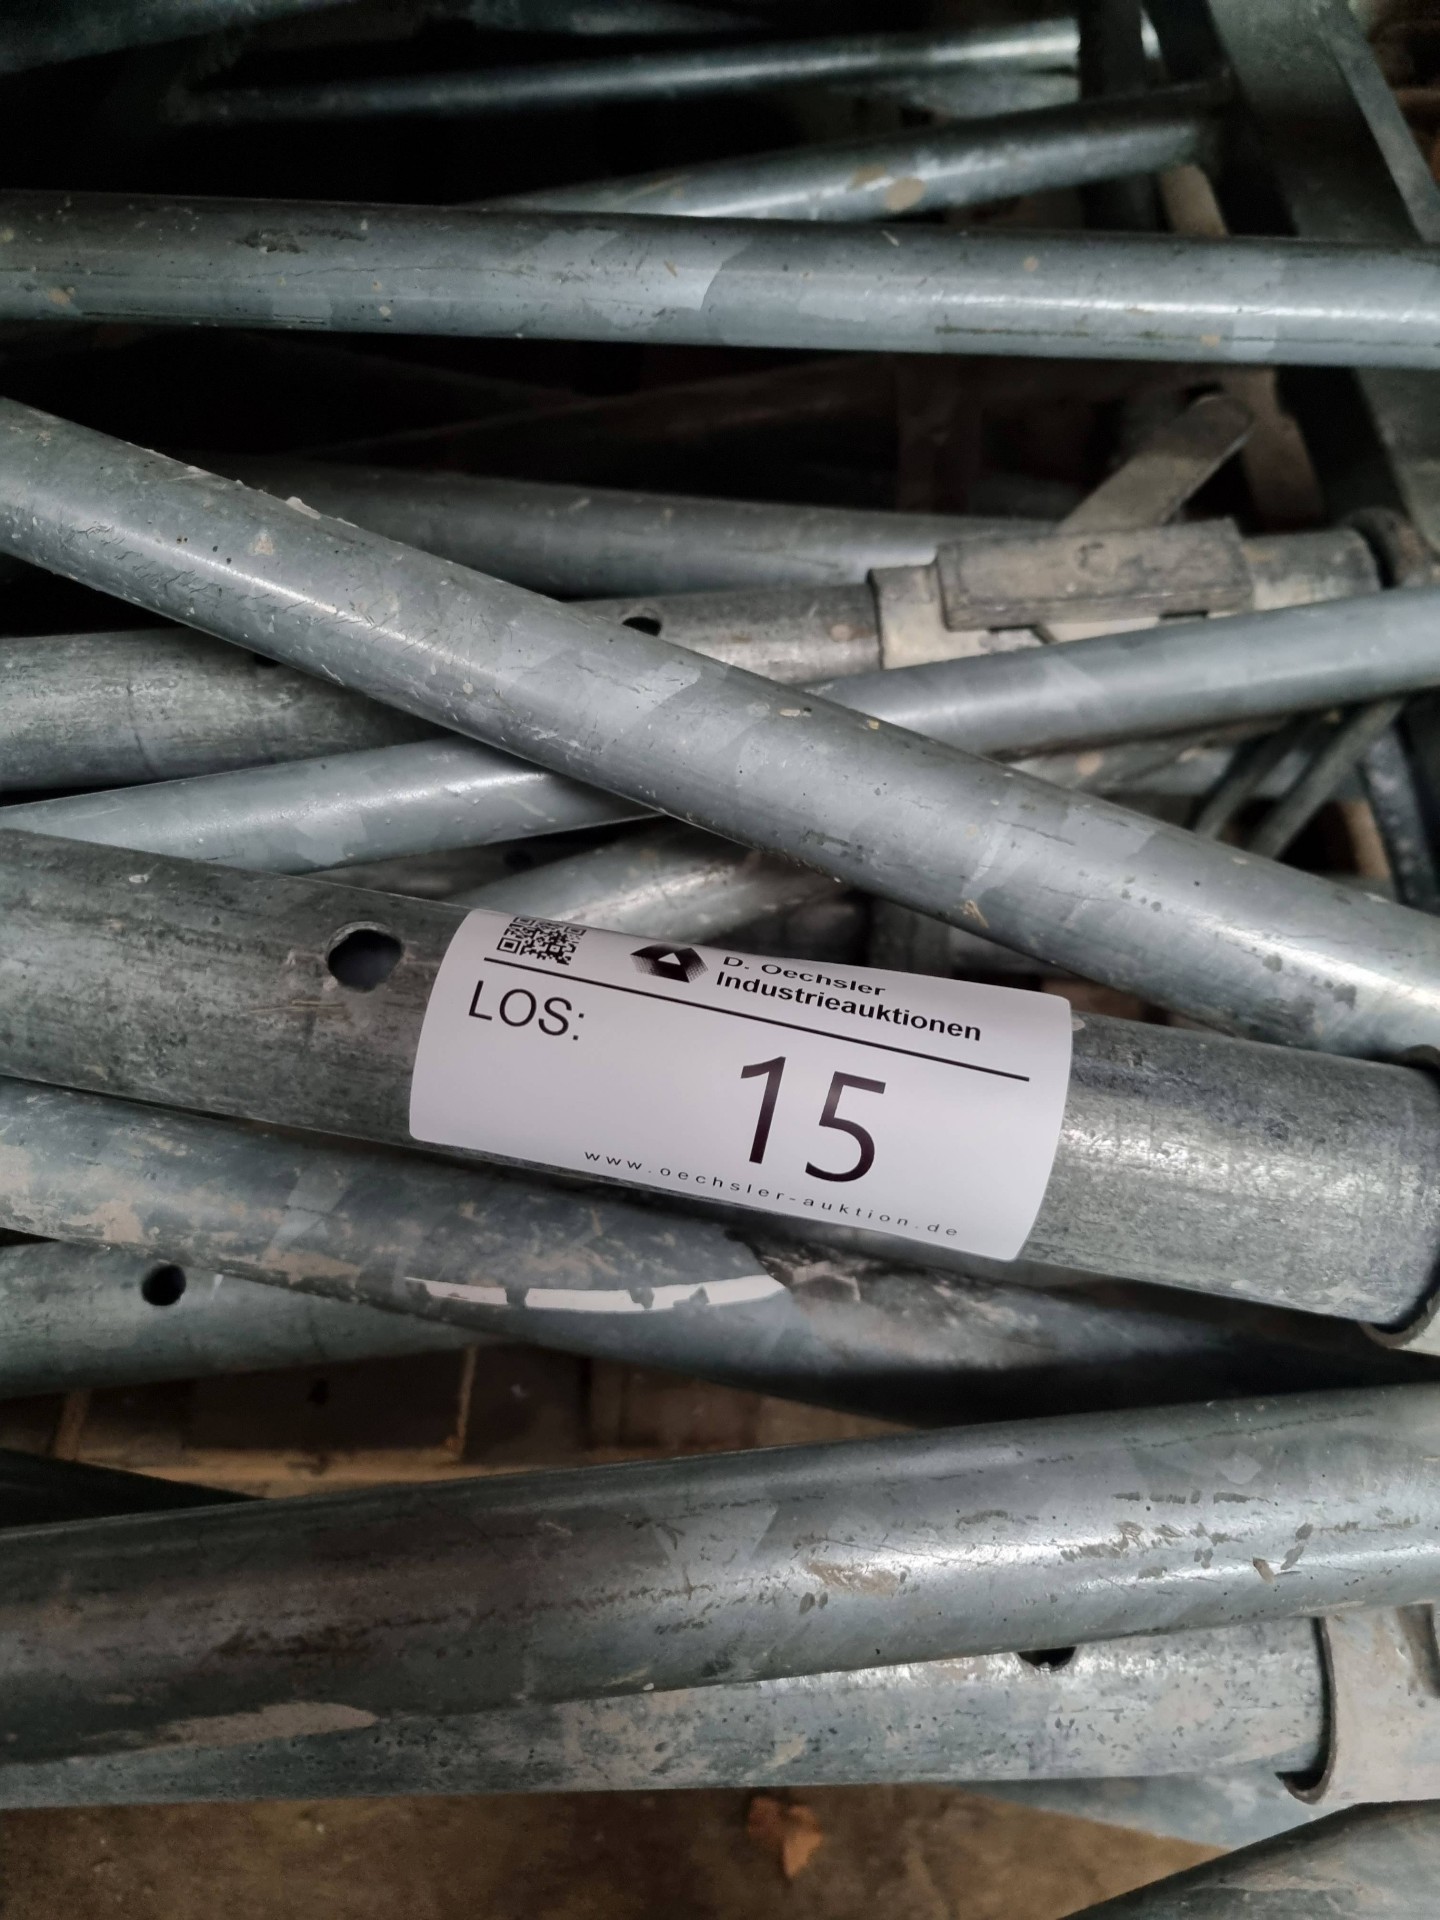 D. Oechsler
Industrieauktionen
LOS:
15
www.oechsler-auktion.de